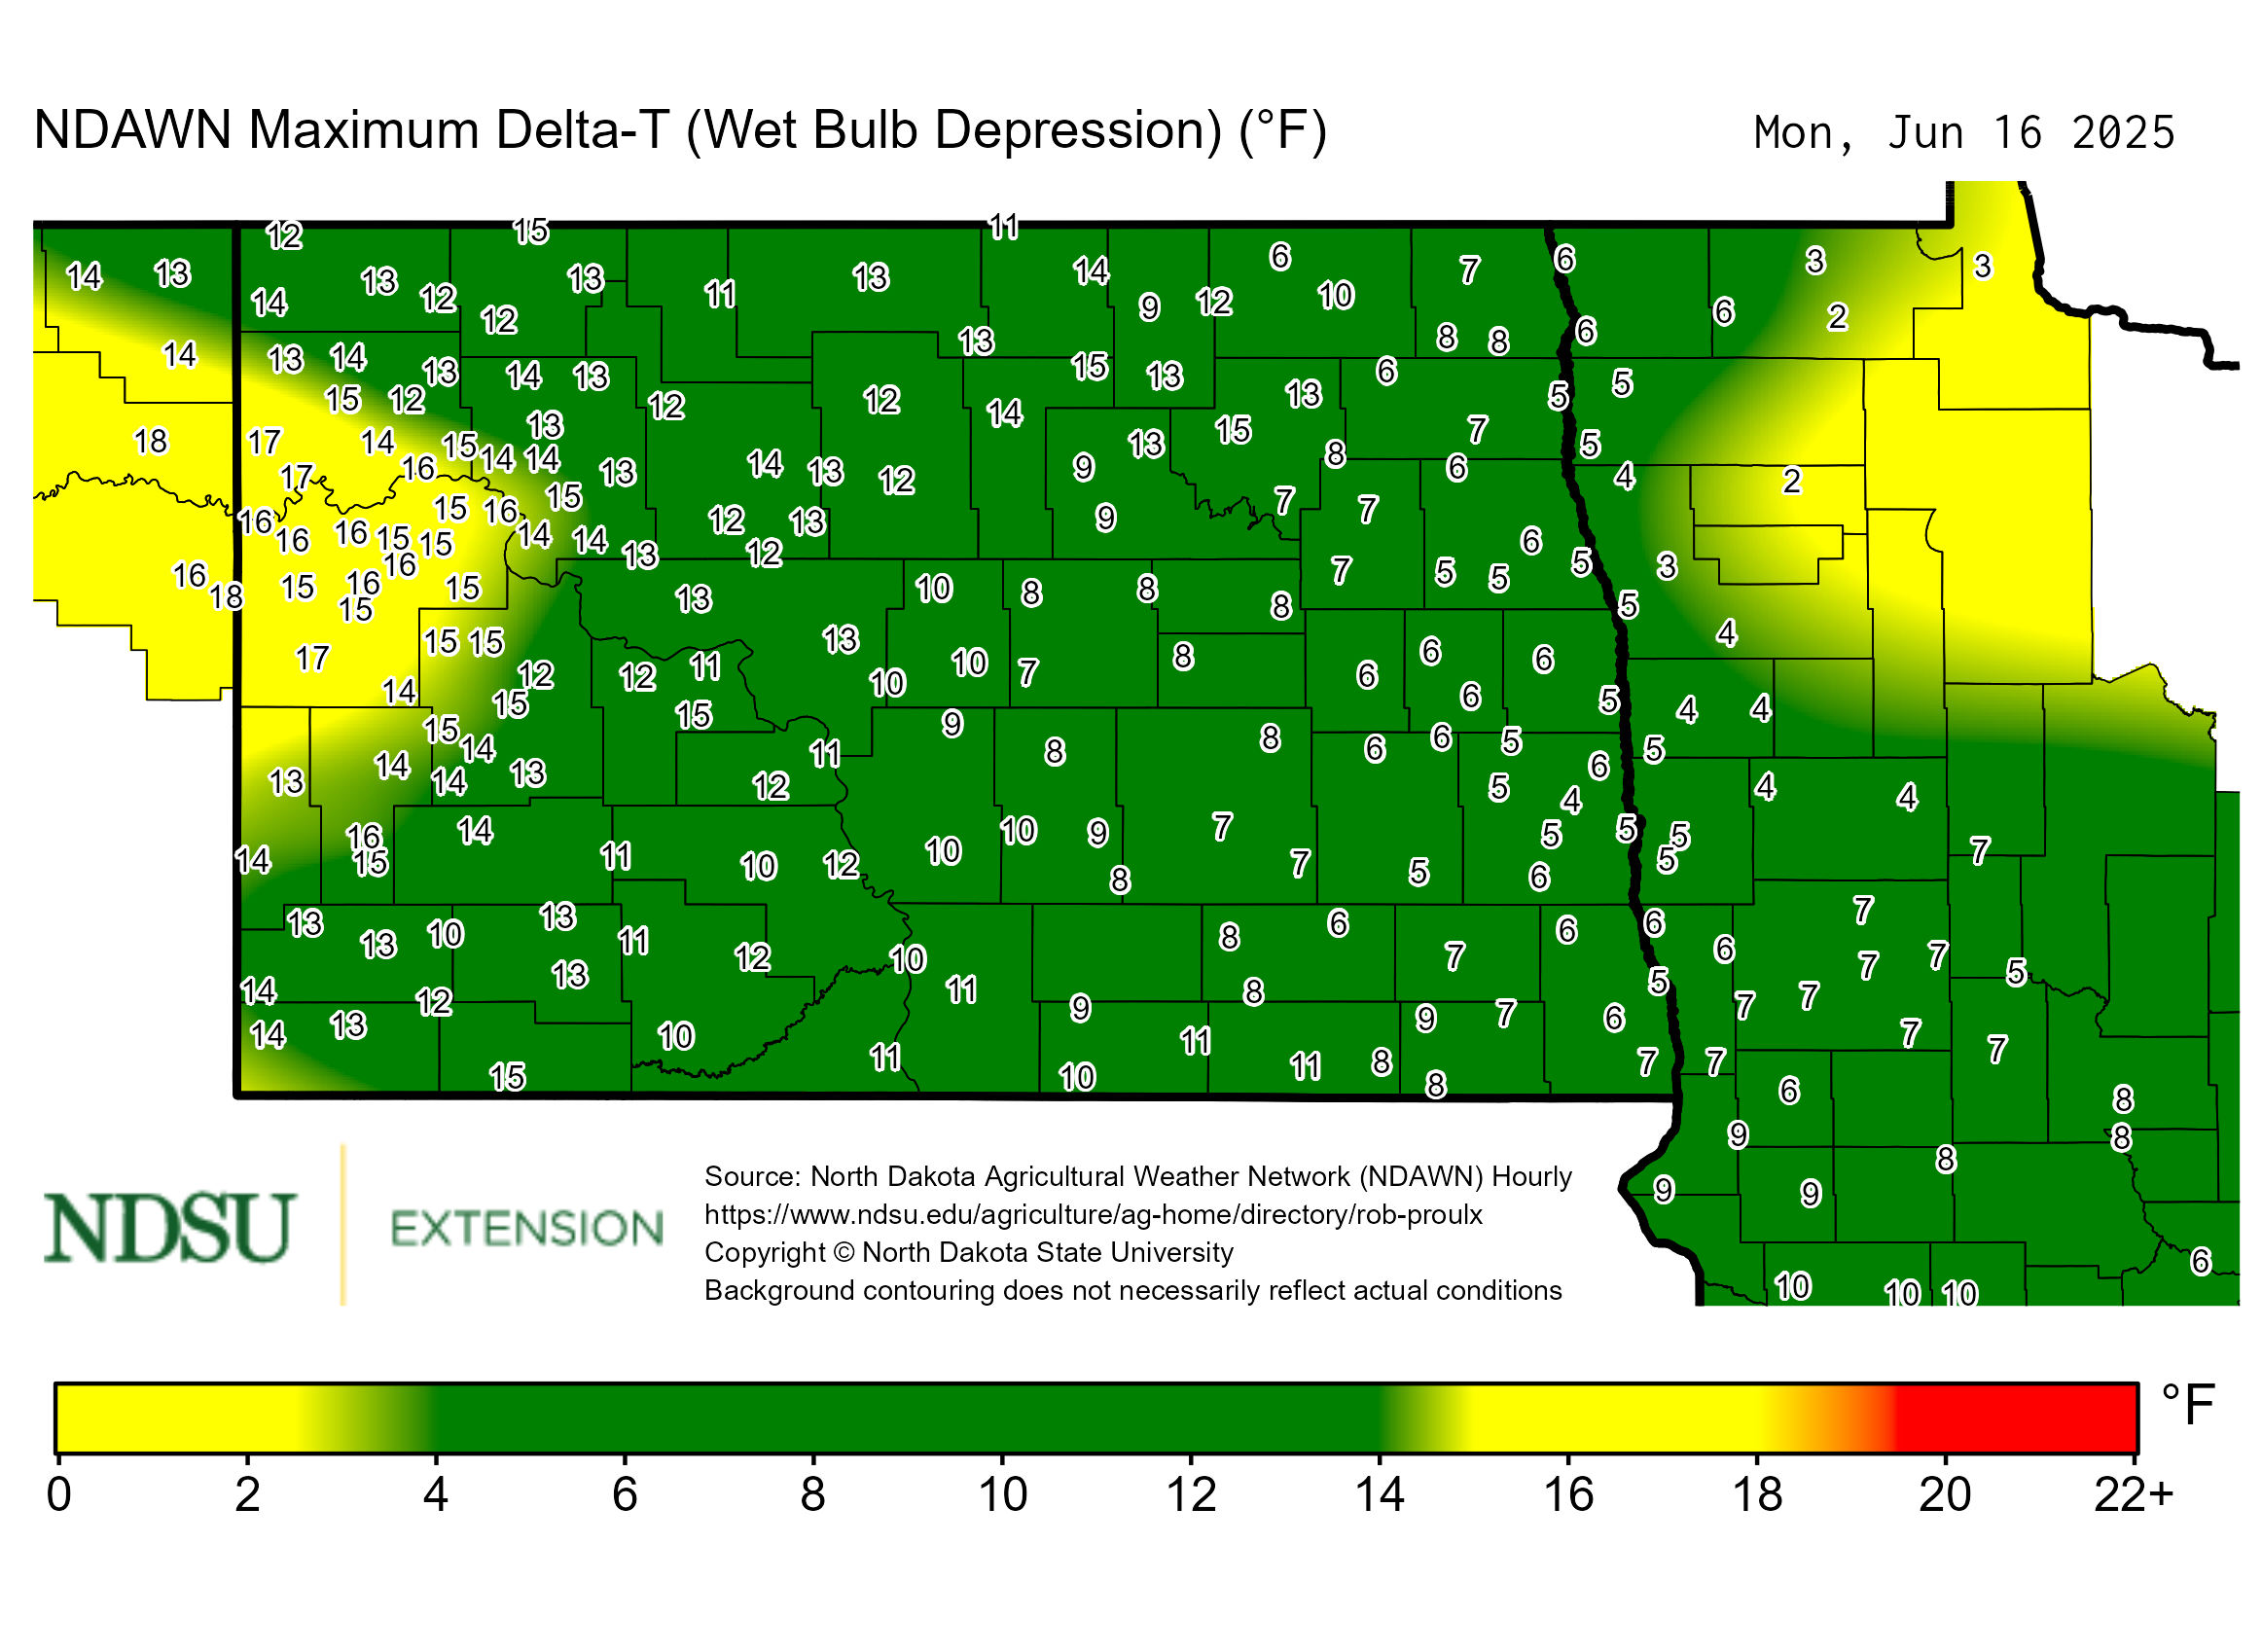 NDAWN Maximum Delta-T (Wet Bulb Depression) (°F) Mon, Jun 16 2025
12 15 11
14 13 13 13 11 13 14 6 7 6 3 3
14 12 12 9 12 10 6 2
14 13 14 13 14 13 13 15 13 8 8 6
15 12 12 12 14 13 6 5 5
18 17 14 15 13 13 15 7 5
17 16 14 14 13 14 13 12 9 8 6 4 2
16 15 16 15 12 13 9 7 7
16 16 15 15 14 14 13 12 6 5
16 18 15 16 16 15 13 10 8 8 8 7 5 5 3
15 5
17 15 15 13 10 7 8 6 6 4
14 12 15 12 11 10 6 6 5 4 4
15 14 15 11 9 8 8 6 6 5 5
13 14 14 13 12 5 6 4 4
16 14 11 10 9 7 4 5 5 5
14 15 10 12 10 8 7 5 6 5 7
13 13 10 13 11 8 6 7 6 6 6 7
14 12 13 12 10 11 8 5 7 7 7 5
14 13 10 11 9 11 9 7 6 7 7 7
15 10 11 8 8 7 7 7
6 8
9 8
8
9 9
6
10 10 10
NDSU EXTENSION
Source: North Dakota Agricultural Weather Network (NDAWN) Hourly
https://www.ndsu.edu/agriculture/ag-home/directory/rob-proulx
Copyright © North Dakota State University
Background contouring does not necessarily reflect actual conditions
°F
0 2 4 6 8 10 12 14 16 18 20 22+